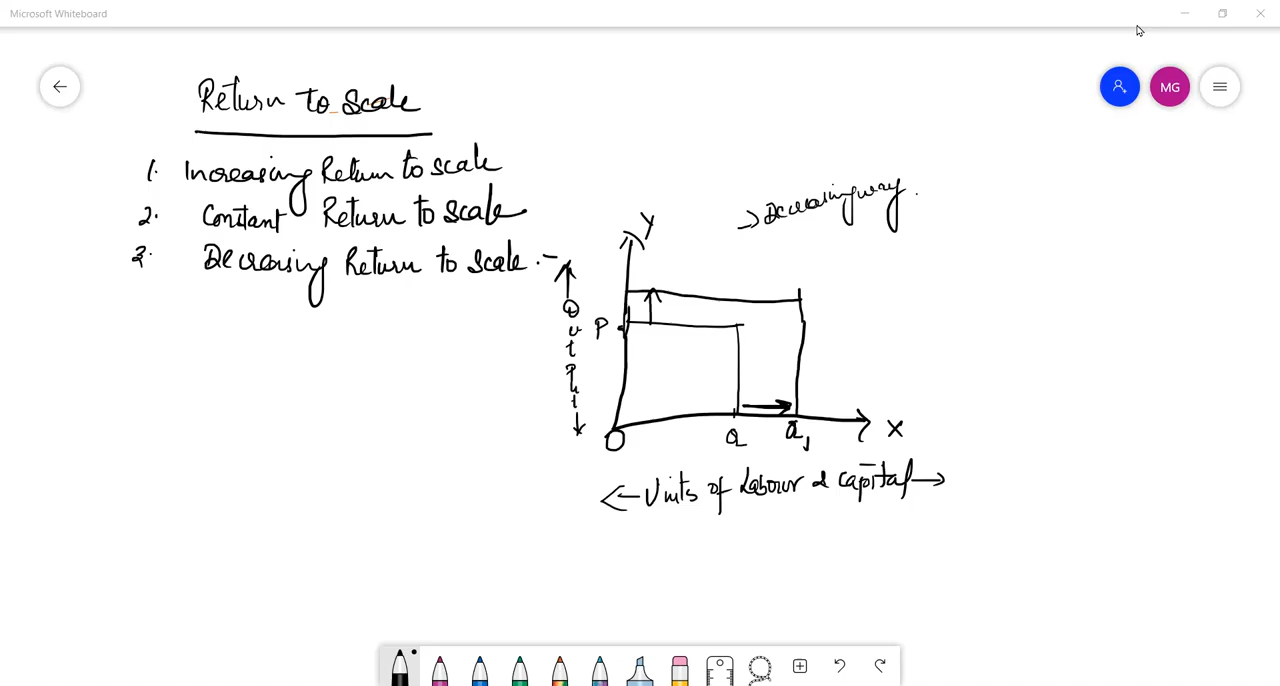 Microsoft Whiteboard
MG
Return to Scale
1. Increasing Return to scale
2. Constant Return to scale
3. Decreasing Return to scale :-
→ Decreasing way.
Y
Output
P
O
Q
Q1
X
← Units of Labour & Capital →